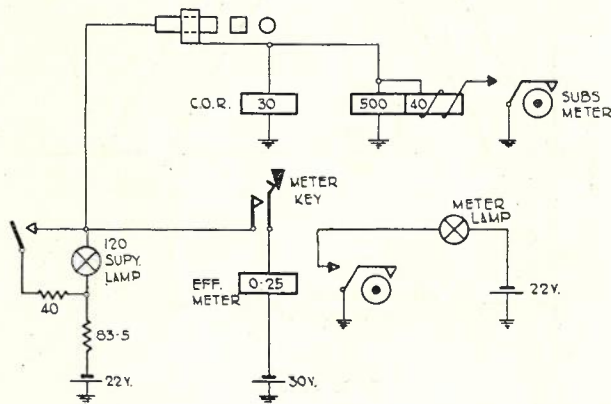 C.O.R.
30
500
40
SUBS
METER
METER
KEY
METER
LAMP
120
SUPY.
LAMP
EFF.
METER
0·25
40
83·5
22V.
30V.
22V.